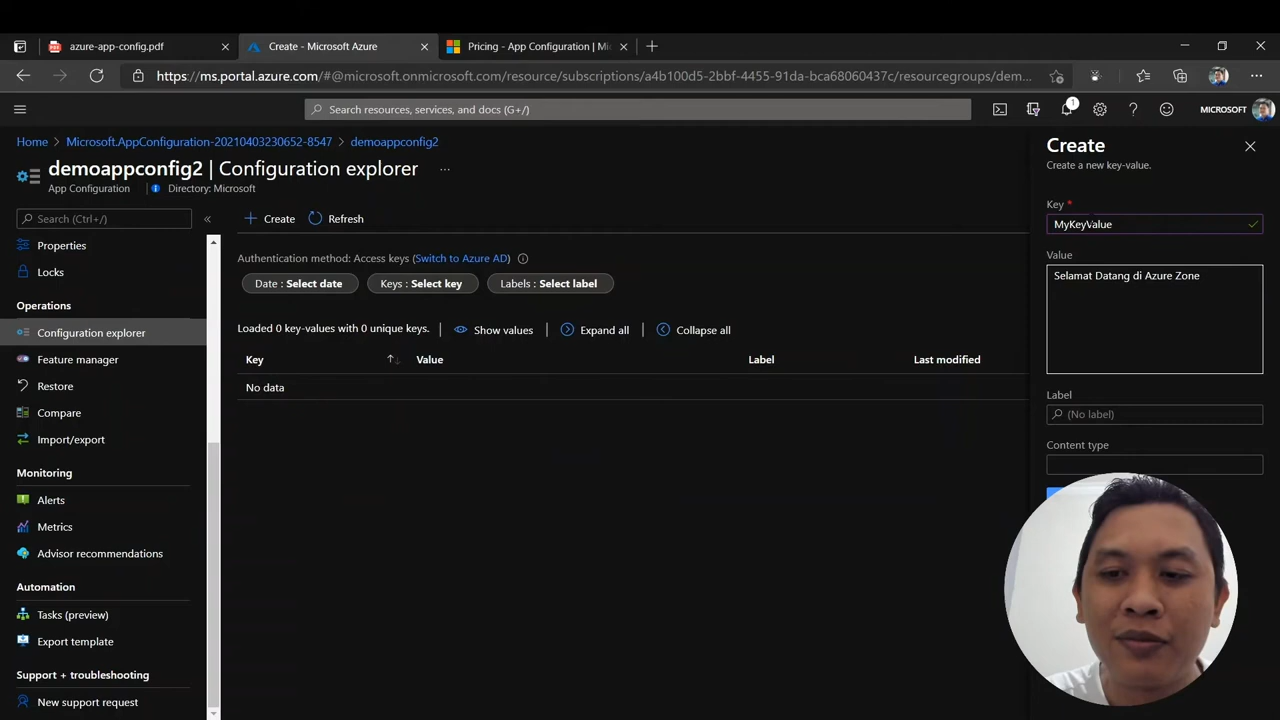 azure-app-config.pdf
Create - Microsoft Azure
Pricing - App Configuration | Mi
https://ms.portal.azure.com/#@microsoft.onmicrosoft.com/resource/subscriptions/a4b100d5-2bbf-4455-91da-bca68060437c/resourcegroups/dem...
Search resources, services, and docs (G+/)
1
MICROSOFT
Home > Microsoft.AppConfiguration-20210403230652-8547 > demoappconfig2
demoappconfig2 | Configuration explorer ...
App Configuration
Directory: Microsoft
Search (Ctrl+/)
«
Properties
Locks
Operations
Configuration explorer
Feature manager
Restore
Compare
Import/export
Monitoring
Alerts
Metrics
Advisor recommendations
Automation
Tasks (preview)
Export template
Support + troubleshooting
New support request
+ Create
Refresh
Authentication method: Access keys (Switch to Azure AD)
Date : Select date
Keys : Select key
Labels : Select label
Loaded 0 key-values with 0 unique keys.
Show values
Expand all
Collapse all
Key
Value
Label
Last modified
No data
Create
Create a new key-value.
Key *
MyKeyValue
Value
Selamat Datang di Azure Zone
Label
(No label)
Content type